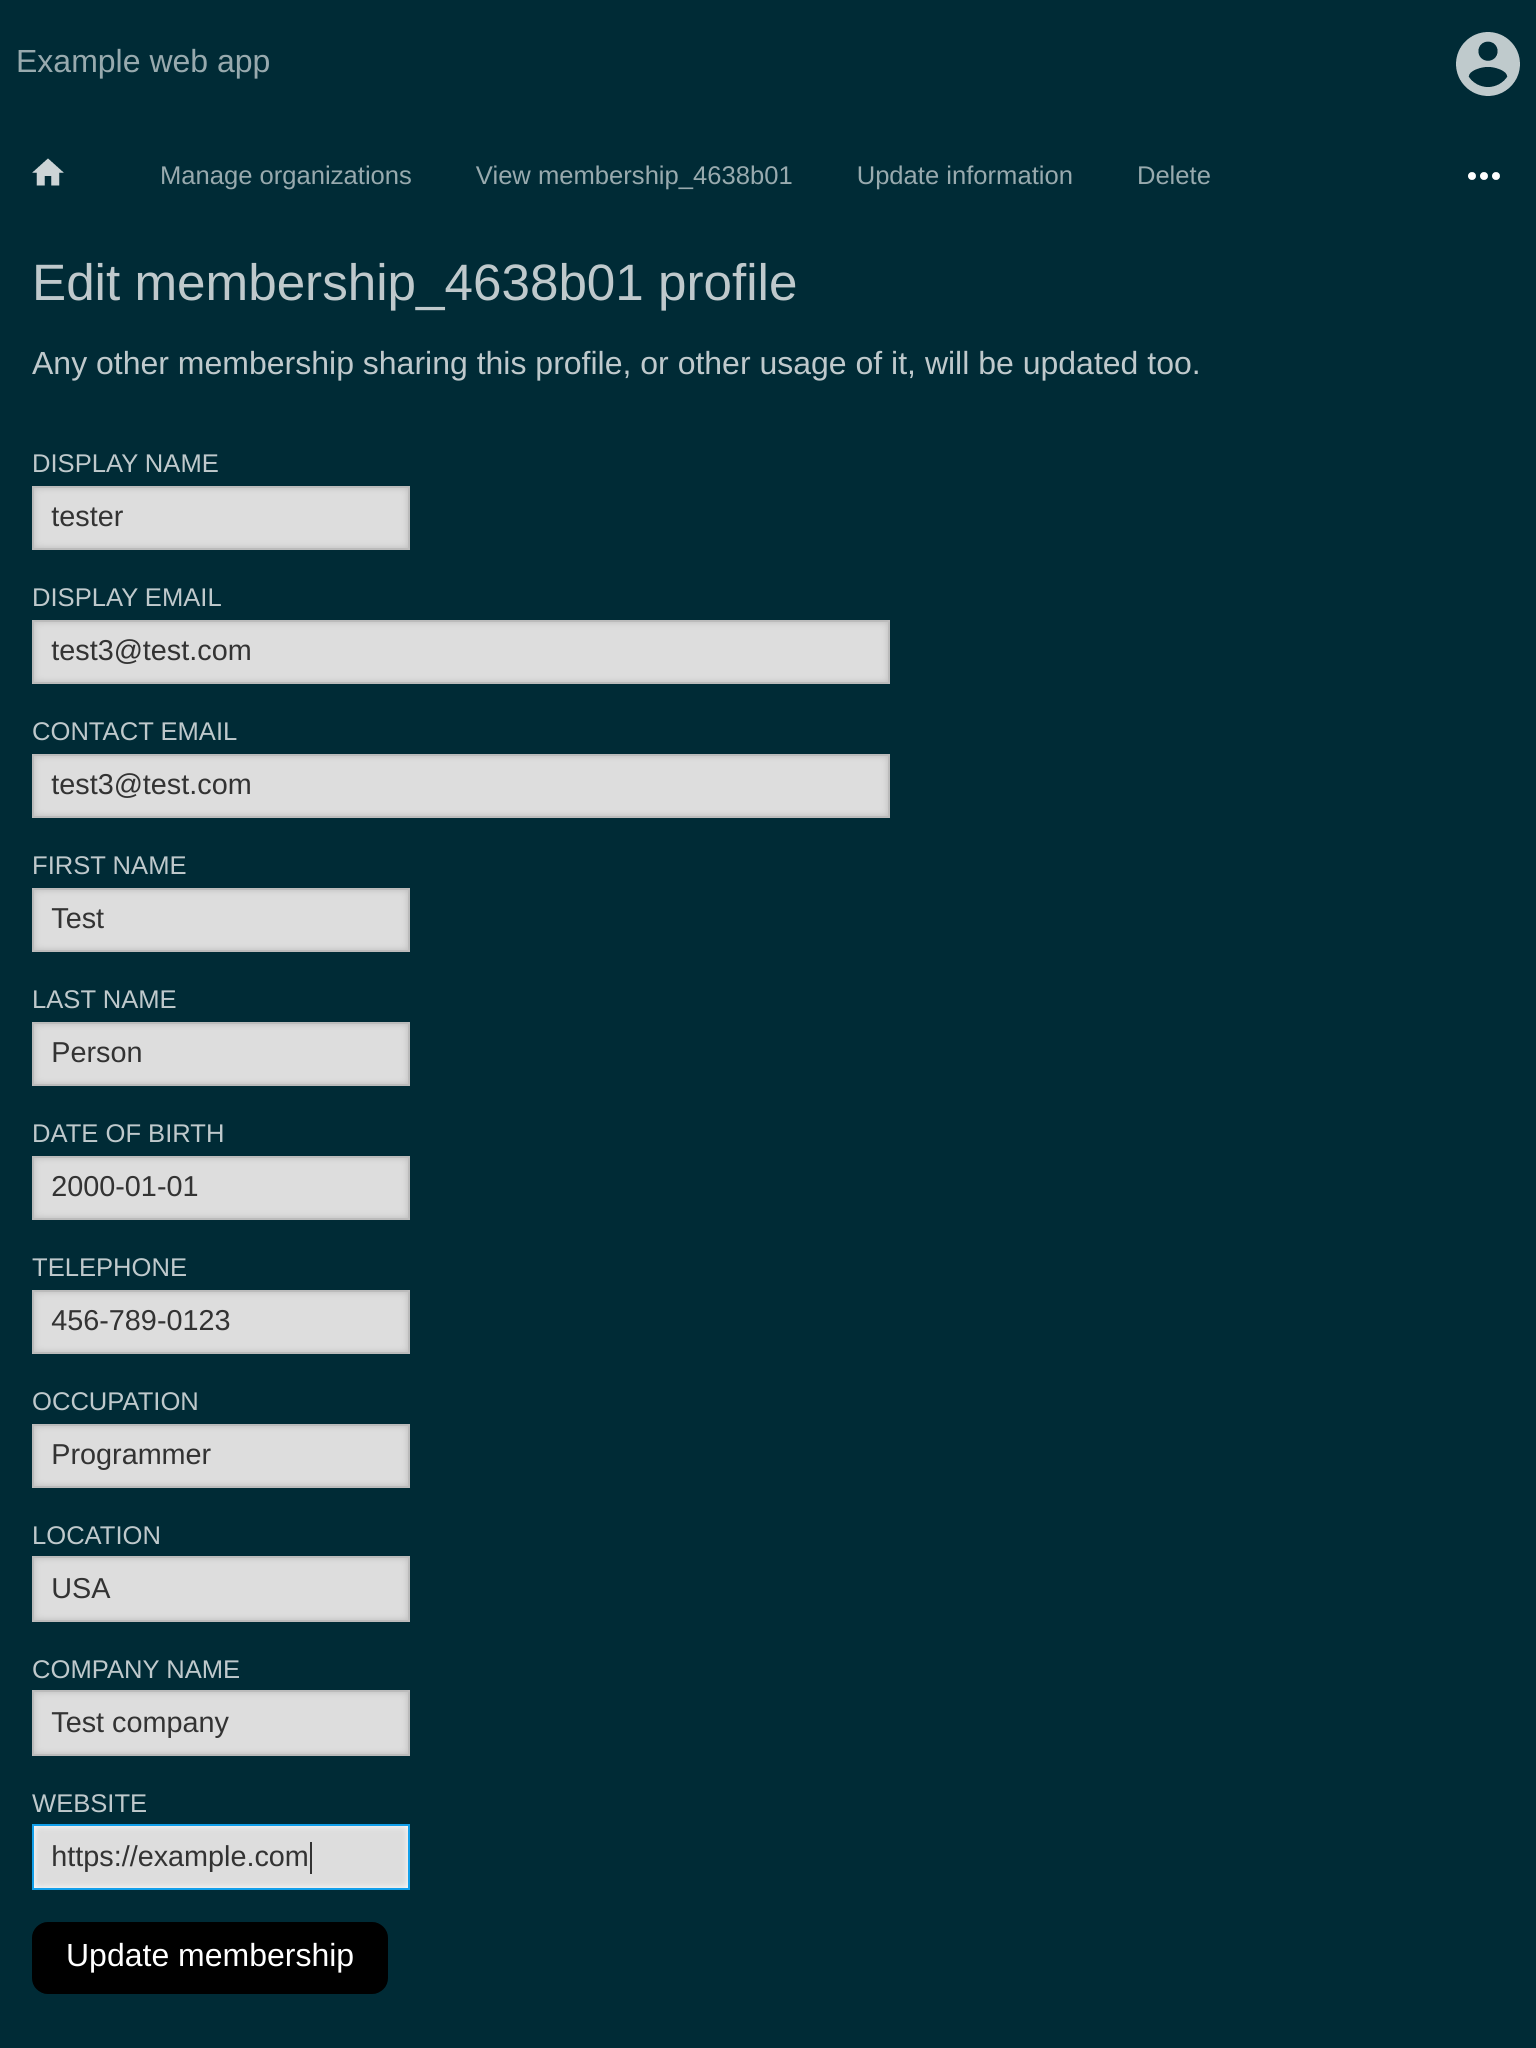 Example web app
Manage organizations View membership_4638b01 Update information Delete
Edit membership_4638b01 profile
Any other membership sharing this profile, or other usage of it, will be updated too.
DISPLAY NAME
tester
DISPLAY EMAIL
test3@test.com
CONTACT EMAIL
test3@test.com
FIRST NAME
Test
LAST NAME
Person
DATE OF BIRTH
2000-01-01
TELEPHONE
456-789-0123
OCCUPATION
Programmer
LOCATION
USA
COMPANY NAME
Test company
WEBSITE
https://example.com
Update membership